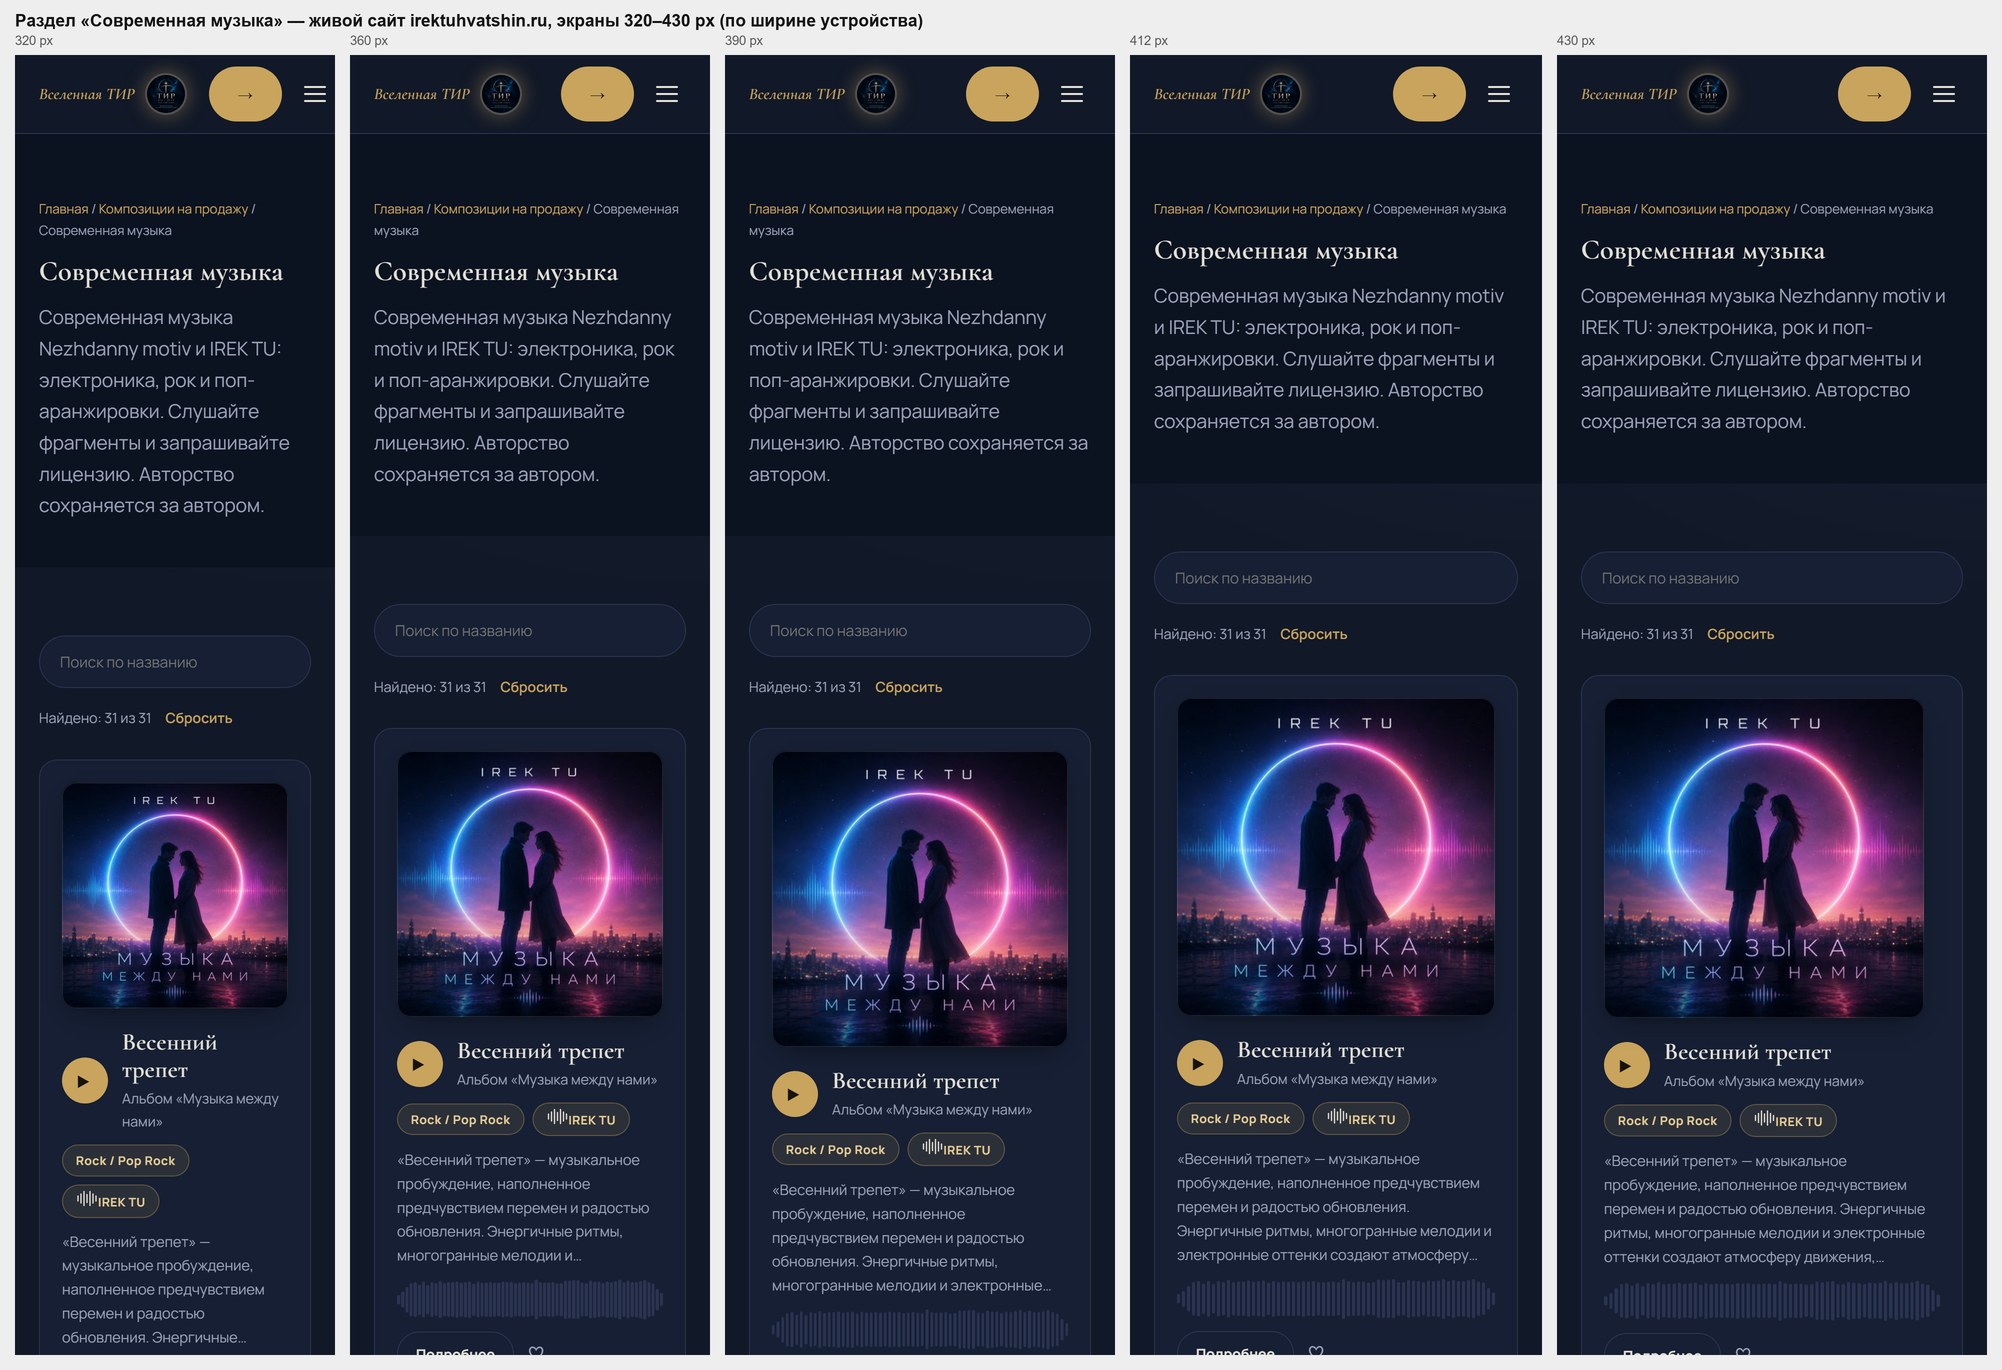 Раздел «Современная музыка» — живой сайт irektuhvatshin.ru, экраны 320–430 px (по ширине устройства)
320 px
Вселенная ТИР
ТИР
→
Главная / Композиции на продажу /
Современная музыка
Современная музыка
Современная музыка
Nezhdanny motiv и IREK TU:
электроника, рок и поп-
аранжировки. Слушайте
фрагменты и запрашивайте
лицензию. Авторство
сохраняется за автором.
Поиск по названию
Найдено: 31 из 31 Сбросить
IREK TU
МУЗЫКА
МЕЖДУ НАМИ
Весенний
трепет
Альбом «Музыка между
нами»
Rock / Pop Rock
IREK TU
«Весенний трепет» —
музыкальное пробуждение,
наполненное предчувствием
перемен и радостью
обновления. Энергичные…
360 px
Вселенная ТИР
ТИР
→
Главная / Композиции на продажу / Современная
музыка
Современная музыка
Современная музыка Nezhdanny
motiv и IREK TU: электроника, рок
и поп-аранжировки. Слушайте
фрагменты и запрашивайте
лицензию. Авторство
сохраняется за автором.
Поиск по названию
Найдено: 31 из 31 Сбросить
IREK TU
МУЗЫКА
МЕЖДУ НАМИ
Весенний трепет
Альбом «Музыка между нами»
Rock / Pop Rock IREK TU
«Весенний трепет» — музыкальное
пробуждение, наполненное
предчувствием перемен и радостью
обновления. Энергичные ритмы,
многогранные мелодии и…
Подробнее
390 px
Вселенная ТИР
ТИР
→
Главная / Композиции на продажу / Современная
музыка
Современная музыка
Современная музыка Nezhdanny
motiv и IREK TU: электроника, рок и
поп-аранжировки. Слушайте
фрагменты и запрашивайте
лицензию. Авторство сохраняется за
автором.
Поиск по названию
Найдено: 31 из 31 Сбросить
IREK TU
МУЗЫКА
МЕЖДУ НАМИ
Весенний трепет
Альбом «Музыка между нами»
Rock / Pop Rock IREK TU
«Весенний трепет» — музыкальное
пробуждение, наполненное
предчувствием перемен и радостью
обновления. Энергичные ритмы,
многогранные мелодии и электронные…
412 px
Вселенная ТИР
ТИР
→
Главная / Композиции на продажу / Современная музыка
Современная музыка
Современная музыка Nezhdanny motiv
и IREK TU: электроника, рок и поп-
аранжировки. Слушайте фрагменты и
запрашивайте лицензию. Авторство
сохраняется за автором.
Поиск по названию
Найдено: 31 из 31 Сбросить
IREK TU
МУЗЫКА
МЕЖДУ НАМИ
Весенний трепет
Альбом «Музыка между нами»
Rock / Pop Rock IREK TU
«Весенний трепет» — музыкальное
пробуждение, наполненное предчувствием
перемен и радостью обновления.
Энергичные ритмы, многогранные мелодии и
электронные оттенки создают атмосферу…
Подробнее
430 px
Вселенная ТИР
ТИР
→
Главная / Композиции на продажу / Современная музыка
Современная музыка
Современная музыка Nezhdanny motiv и
IREK TU: электроника, рок и поп-
аранжировки. Слушайте фрагменты и
запрашивайте лицензию. Авторство
сохраняется за автором.
Поиск по названию
Найдено: 31 из 31 Сбросить
IREK TU
МУЗЫКА
МЕЖДУ НАМИ
Весенний трепет
Альбом «Музыка между нами»
Rock / Pop Rock IREK TU
«Весенний трепет» — музыкальное
пробуждение, наполненное предчувствием
перемен и радостью обновления. Энергичные
ритмы, многогранные мелодии и электронные
оттенки создают атмосферу движения,…
Подробнее